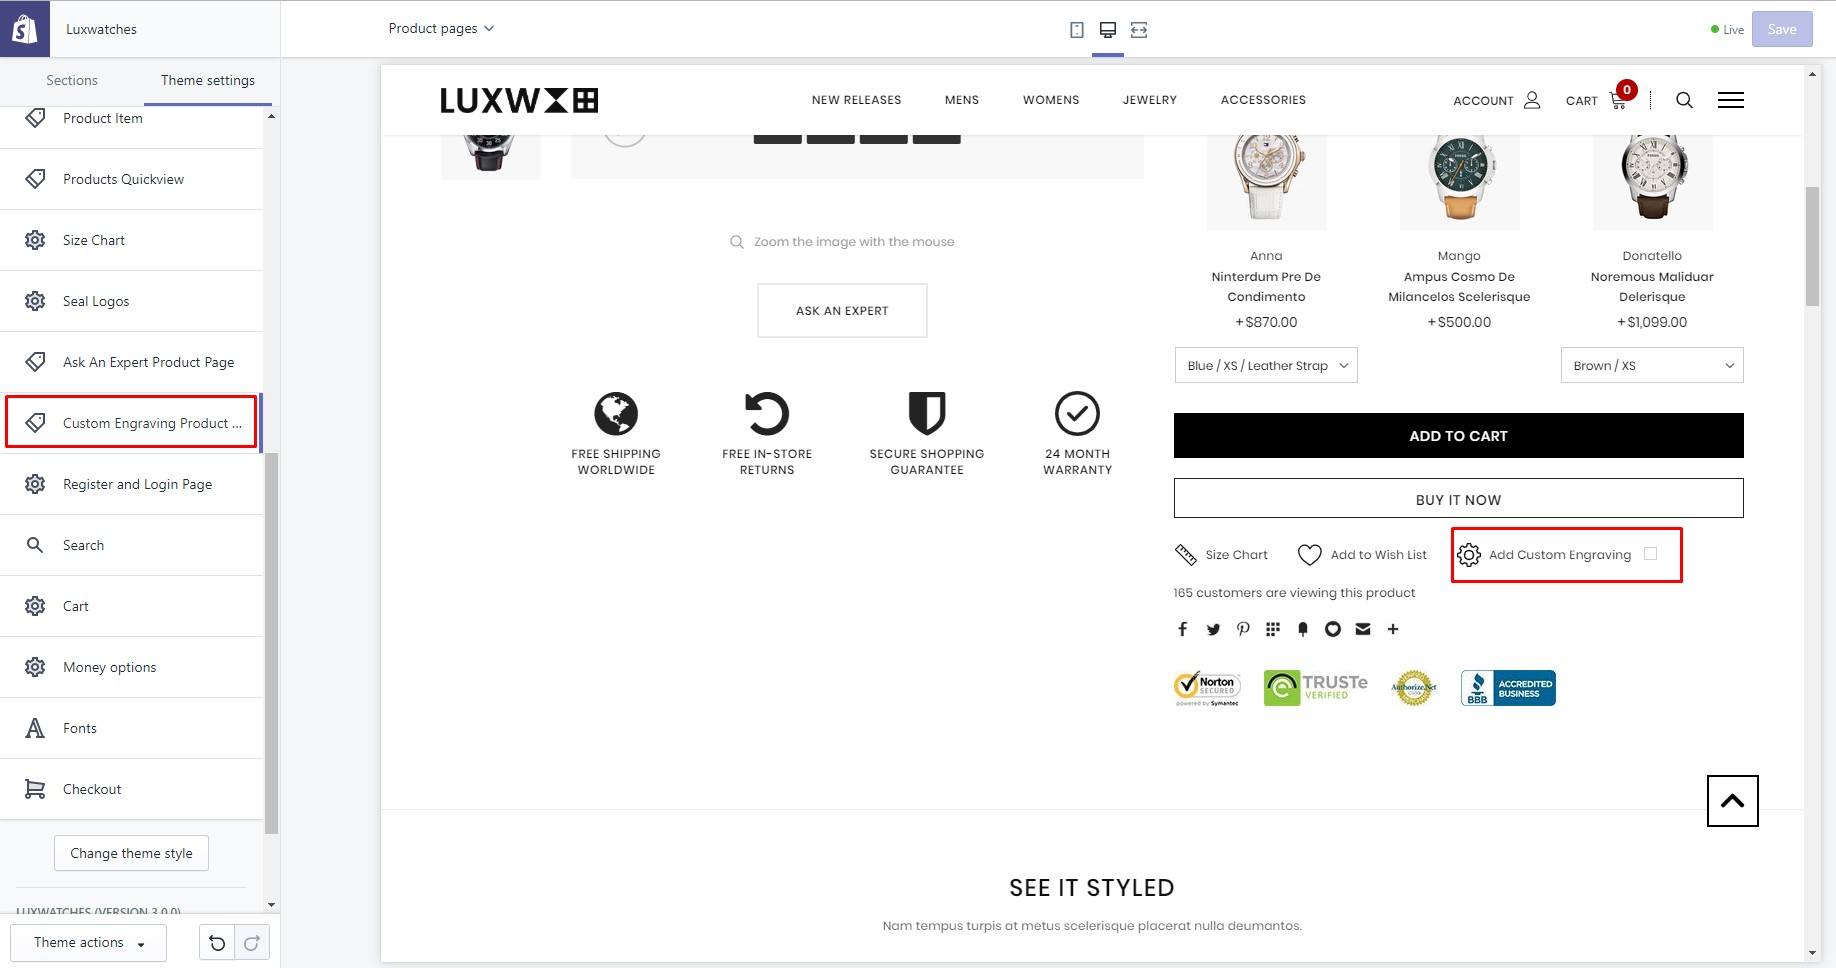 Luxwatches
Product pages
Live
Save
Sections
Theme settings
Product Item
Products Quickview
Size Chart
Seal Logos
Ask An Expert Product Page
Custom Engraving Product ...
Register and Login Page
Search
Cart
Money options
Fonts
Checkout
Change theme style
LUXWATCHES (VERSION 3.0.0)
Theme actions
LUXW
NEW RELEASES
MENS
WOMENS
JEWELRY
ACCESSORIES
ACCOUNT
CART
0
Zoom the image with the mouse
ASK AN EXPERT
FREE SHIPPING
WORLDWIDE
FREE IN-STORE
RETURNS
SECURE SHOPPING
GUARANTEE
24 MONTH
WARRANTY
Anna
Ninterdum Pre De
Condimento
+$870.00
Mango
Ampus Cosmo De
Milancelos Scelerisque
+$500.00
Donatello
Noremous Maliduar
Delerisque
+$1,099.00
Blue / XS / Leather Strap
Brown / XS
ADD TO CART
BUY IT NOW
Size Chart
Add to Wish List
Add Custom Engraving
165 customers are viewing this product
Norton
SECURED
powered by Symantec
TRUSTe
VERIFIED
Authorize.Net
BBB
ACCREDITED
BUSINESS
SEE IT STYLED
Nam tempus turpis at metus scelerisque placerat nulla deumantos.